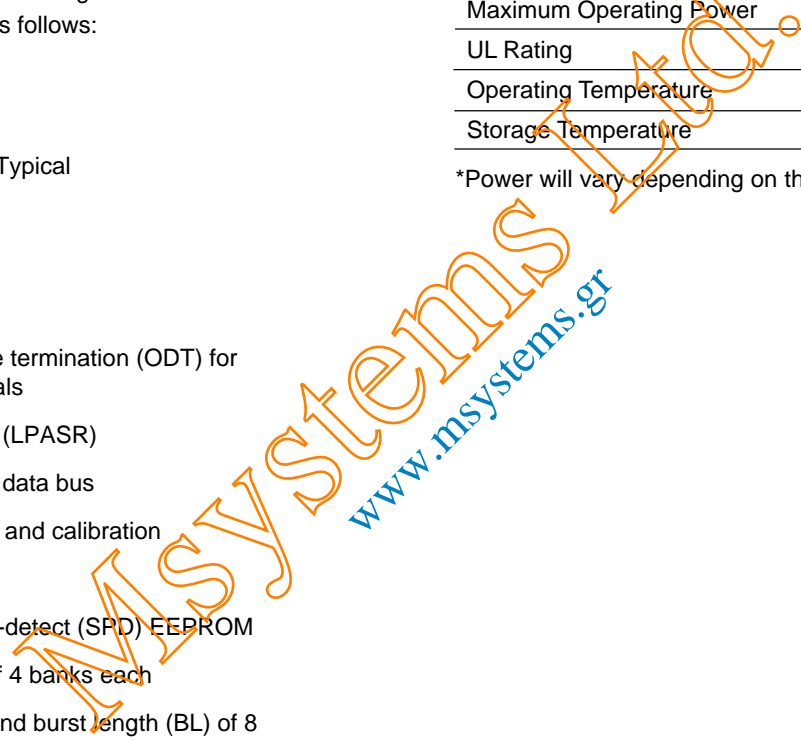 s follows:
Typical
e termination (ODT) for
als
(LPASR)
data bus
and calibration
-detect (SPD) EEPROM
f 4 banks each
nd burst length (BL) of 8
Maximum Operating Power
UL Rating
Operating Temperature
Storage Temperature
*Power will vary depending on th
Msystems Ltd.
www.msystems.gr